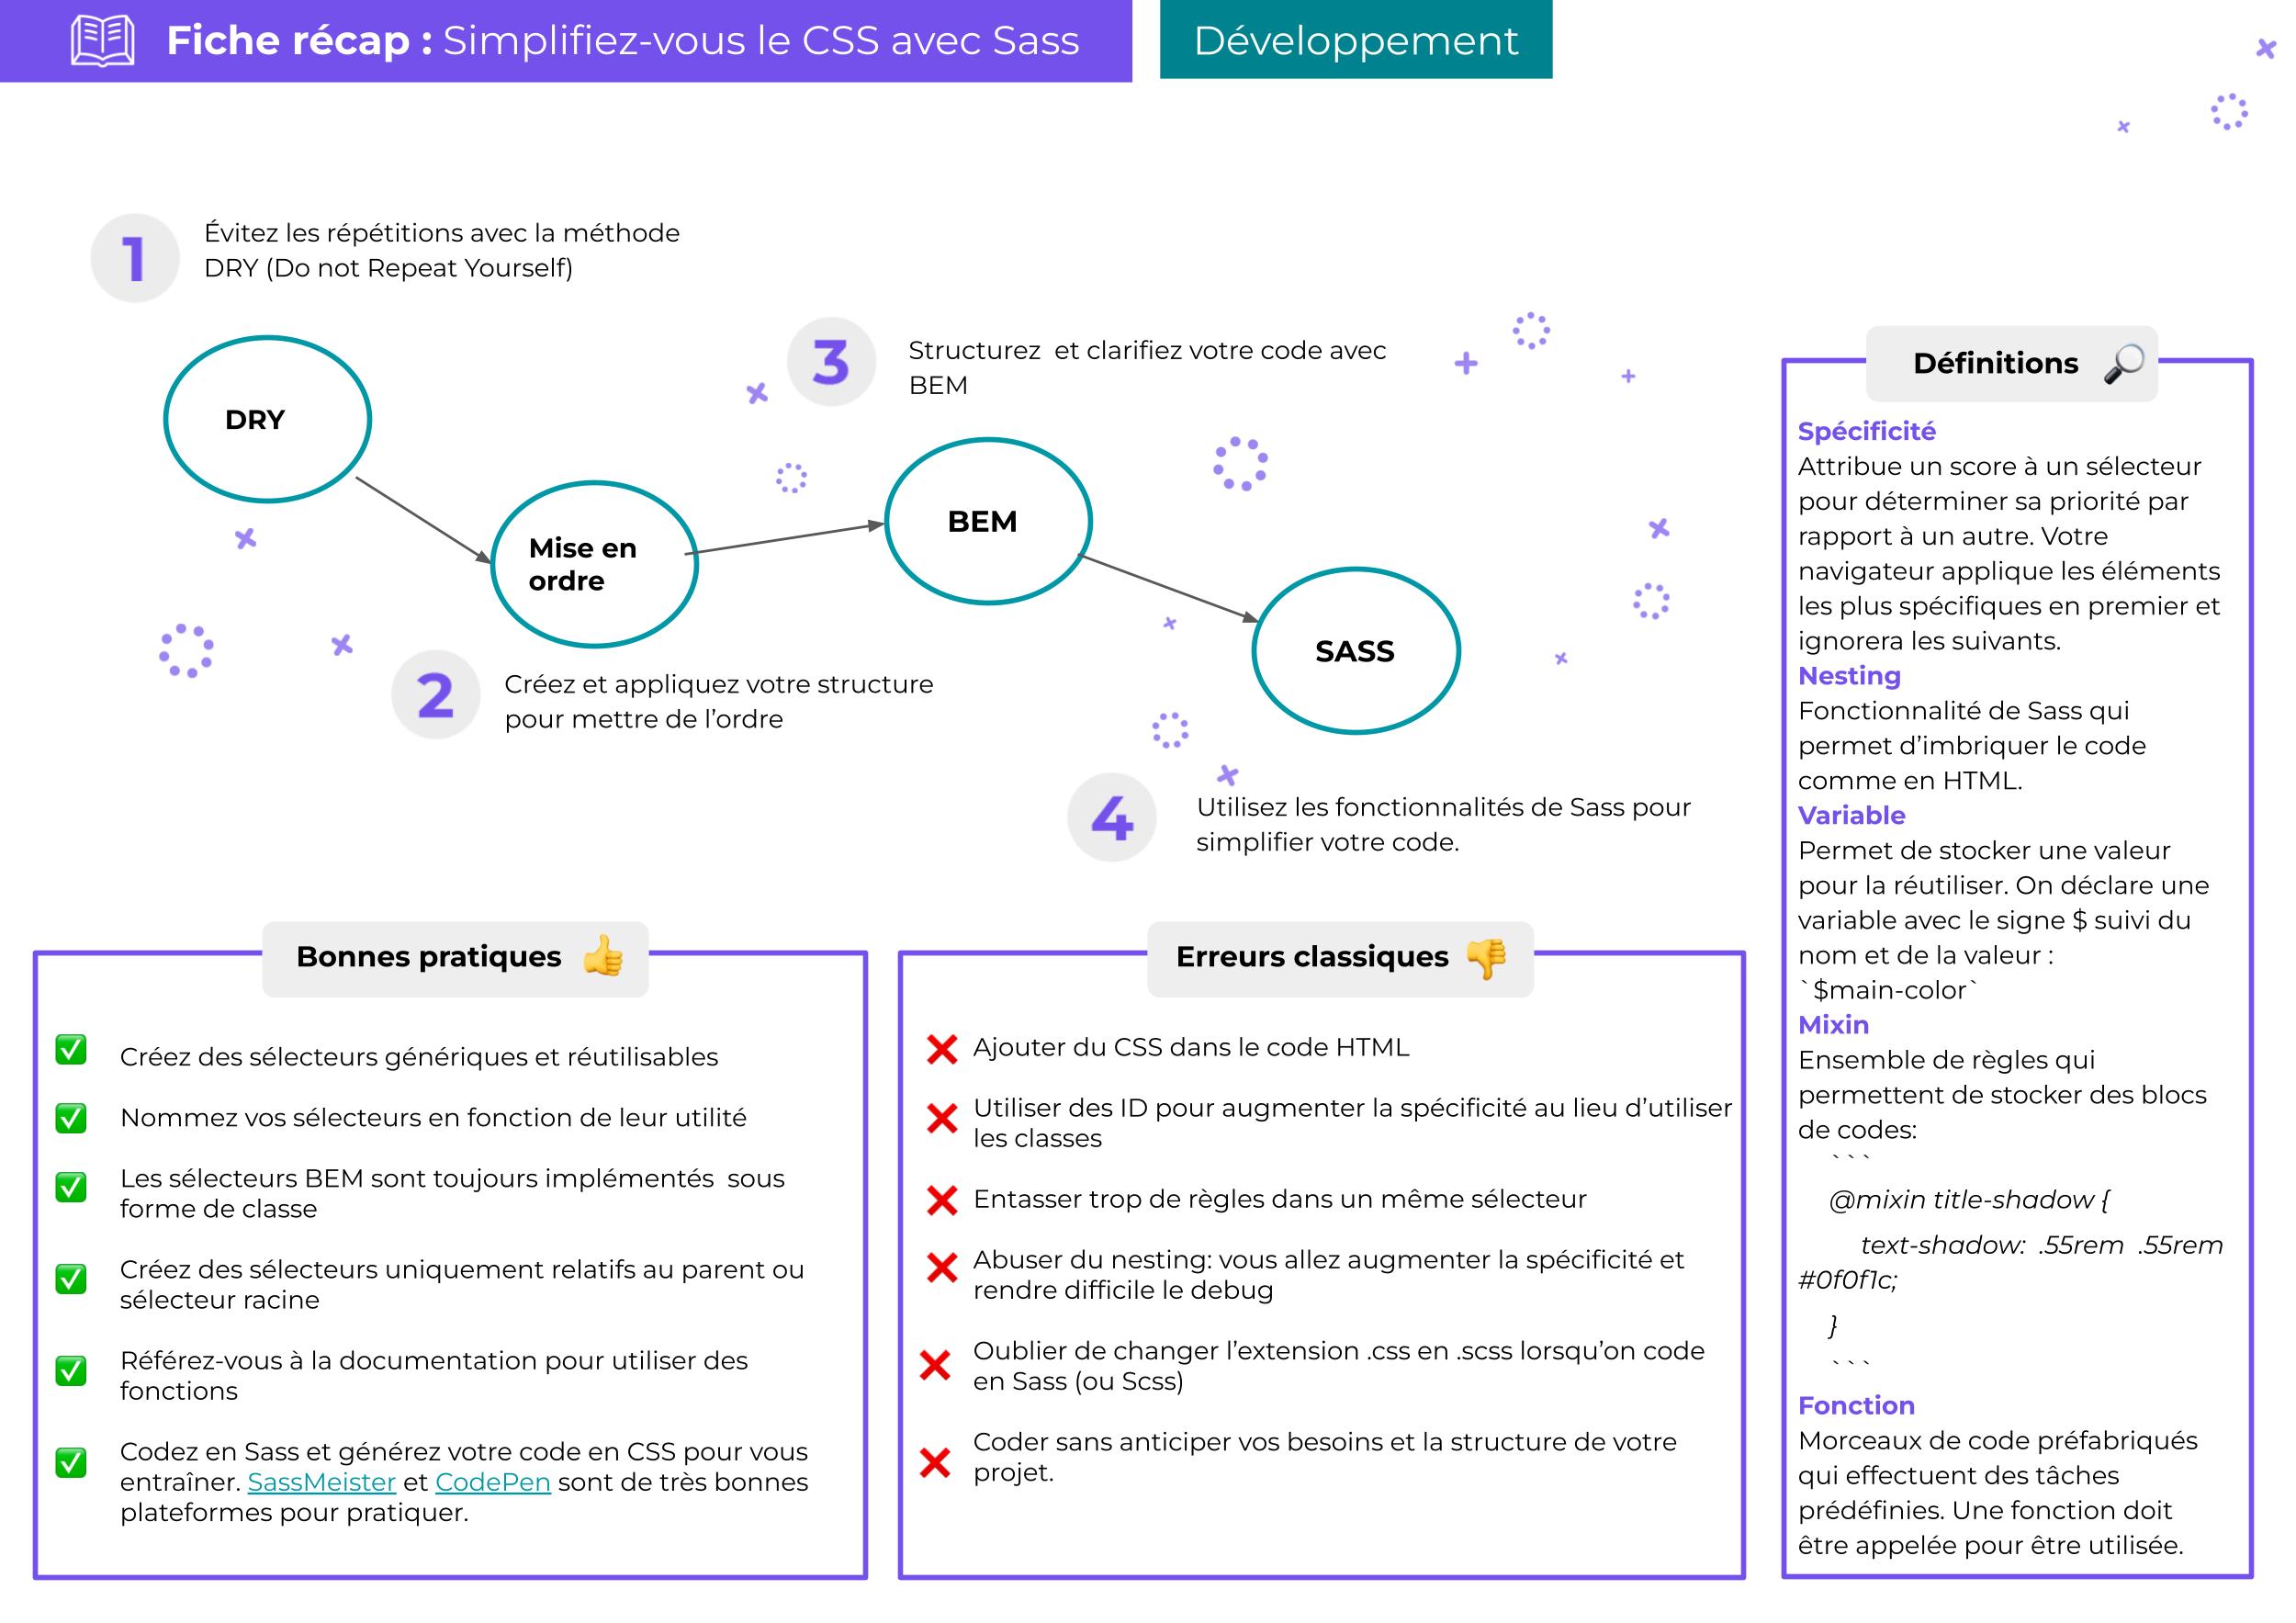 Fiche récap : Simplifiez-vous le CSS avec Sass
Développement
1
Évitez les répétitions avec la méthode
DRY (Do not Repeat Yourself)
DRY
Mise en
ordre
2
Créez et appliquez votre structure
pour mettre de l’ordre
3
Structurez  et clarifiez votre code avec
BEM
BEM
SASS
4
Utilisez les fonctionnalités de Sass pour
simplifier votre code.
Bonnes pratiques
Créez des sélecteurs génériques et réutilisables
Nommez vos sélecteurs en fonction de leur utilité
Les sélecteurs BEM sont toujours implémentés  sous
forme de classe
Créez des sélecteurs uniquement relatifs au parent ou
sélecteur racine
Référez-vous à la documentation pour utiliser des
fonctions
Codez en Sass et générez votre code en CSS pour vous
entraîner. SassMeister et CodePen sont de très bonnes
plateformes pour pratiquer.
Erreurs classiques
Ajouter du CSS dans le code HTML
Utiliser des ID pour augmenter la spécificité au lieu d’utiliser
les classes
Entasser trop de règles dans un même sélecteur
Abuser du nesting: vous allez augmenter la spécificité et
rendre difficile le debug
Oublier de changer l’extension .css en .scss lorsqu’on code
en Sass (ou Scss)
Coder sans anticiper vos besoins et la structure de votre
projet.
Définitions
Spécificité
Attribue un score à un sélecteur
pour déterminer sa priorité par
rapport à un autre. Votre
navigateur applique les éléments
les plus spécifiques en premier et
ignorera les suivants.
Nesting
Fonctionnalité de Sass qui
permet d’imbriquer le code
comme en HTML.
Variable
Permet de stocker une valeur
pour la réutiliser. On déclare une
variable avec le signe $ suivi du
nom et de la valeur :
`$main-color`
Mixin
Ensemble de règles qui
permettent de stocker des blocs
de codes:
```
@mixin title-shadow {
text-shadow:  .55rem  .55rem
#0f0f1c;
}
```
Fonction
Morceaux de code préfabriqués
qui effectuent des tâches
prédéfinies. Une fonction doit
être appelée pour être utilisée.